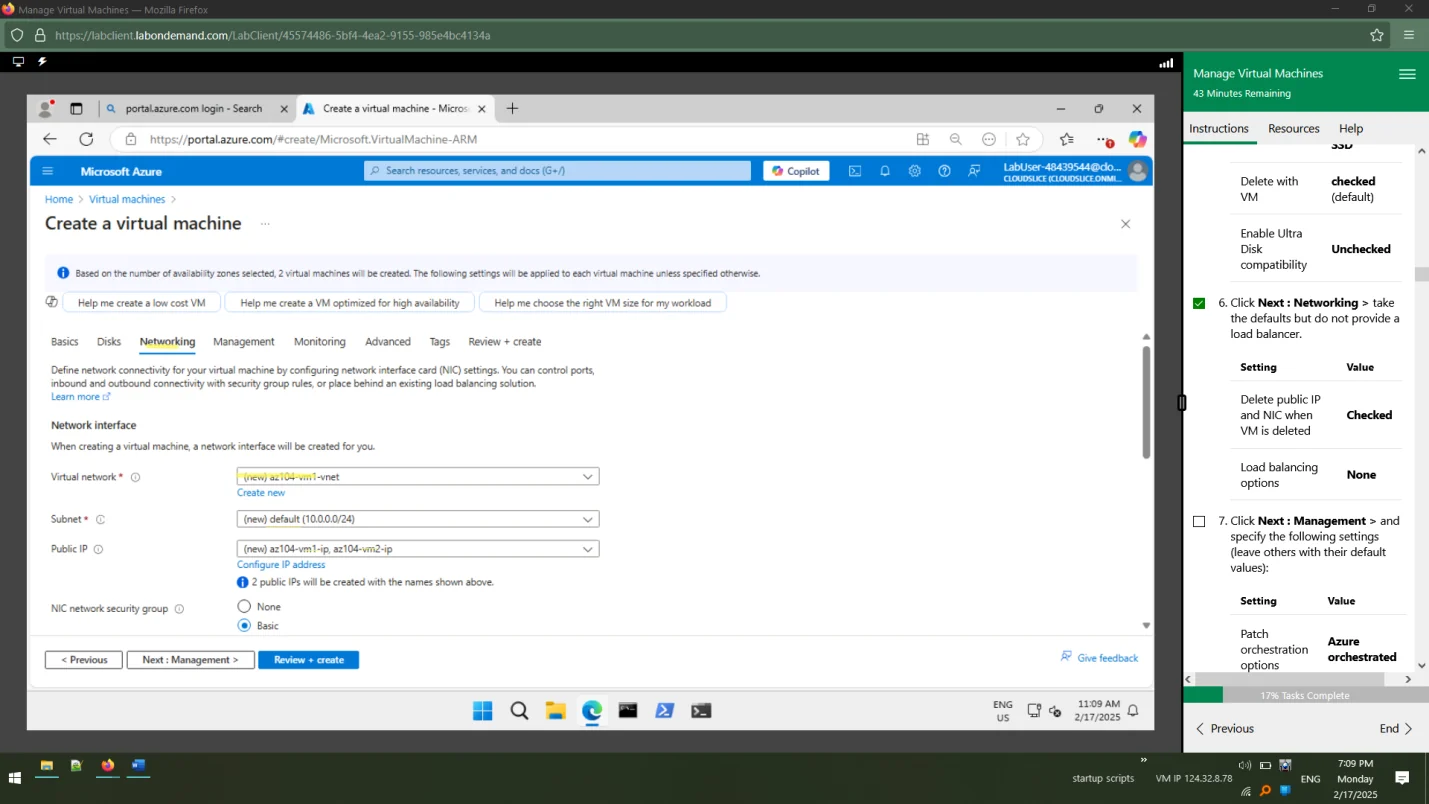 Manage Virtual Machines — Mozilla Firefox
https://labclient.labondemand.com/LabClient/45574486-5bf4-4ea2-9155-985e4bc4134a
portal.azure.com login - Search
Create a virtual machine - Micros
https://portal.azure.com/#create/Microsoft.VirtualMachine-ARM
Microsoft Azure
Search resources, services, and docs (G+/)
Copilot
LabUser-48439544@clo...
CLOUDSLICE (CLOUDSLICE.ONMI...
Home > Virtual machines >
Create a virtual machine ...
Based on the number of availability zones selected, 2 virtual machines will be created. The following settings will be applied to each virtual machine unless specified otherwise.
Help me create a low cost VM
Help me create a VM optimized for high availability
Help me choose the right VM size for my workload
Basics Disks Networking Management Monitoring Advanced Tags Review + create
Define network connectivity for your virtual machine by configuring network interface card (NIC) settings. You can control ports,
inbound and outbound connectivity with security group rules, or place behind an existing load balancing solution.
Learn more
Network interface
When creating a virtual machine, a network interface will be created for you.
Virtual network *
(new) az104-vm1-vnet
Create new
Subnet *
(new) default (10.0.0.0/24)
Public IP
(new) az104-vm1-ip, az104-vm2-ip
Configure IP address
2 public IPs will be created with the names shown above.
NIC network security group
None
Basic
< Previous
Next : Management >
Review + create
Give feedback
ENG
US
11:09 AM
2/17/2025
Manage Virtual Machines
43 Minutes Remaining
Instructions Resources Help
SSD
Delete with
VM
checked
(default)
Enable Ultra
Disk
compatibility
Unchecked
6. Click Next : Networking > take
the defaults but do not provide a
load balancer.
Setting Value
Delete public IP
and NIC when
VM is deleted
Checked
Load balancing
options
None
7. Click Next : Management > and
specify the following settings
(leave others with their default
values):
Setting Value
Patch
orchestration
options
Azure
orchestrated
17% Tasks Complete
Previous
End
startup scripts
VM IP 124.32.8.78
ENG
7:09 PM
Monday
2/17/2025